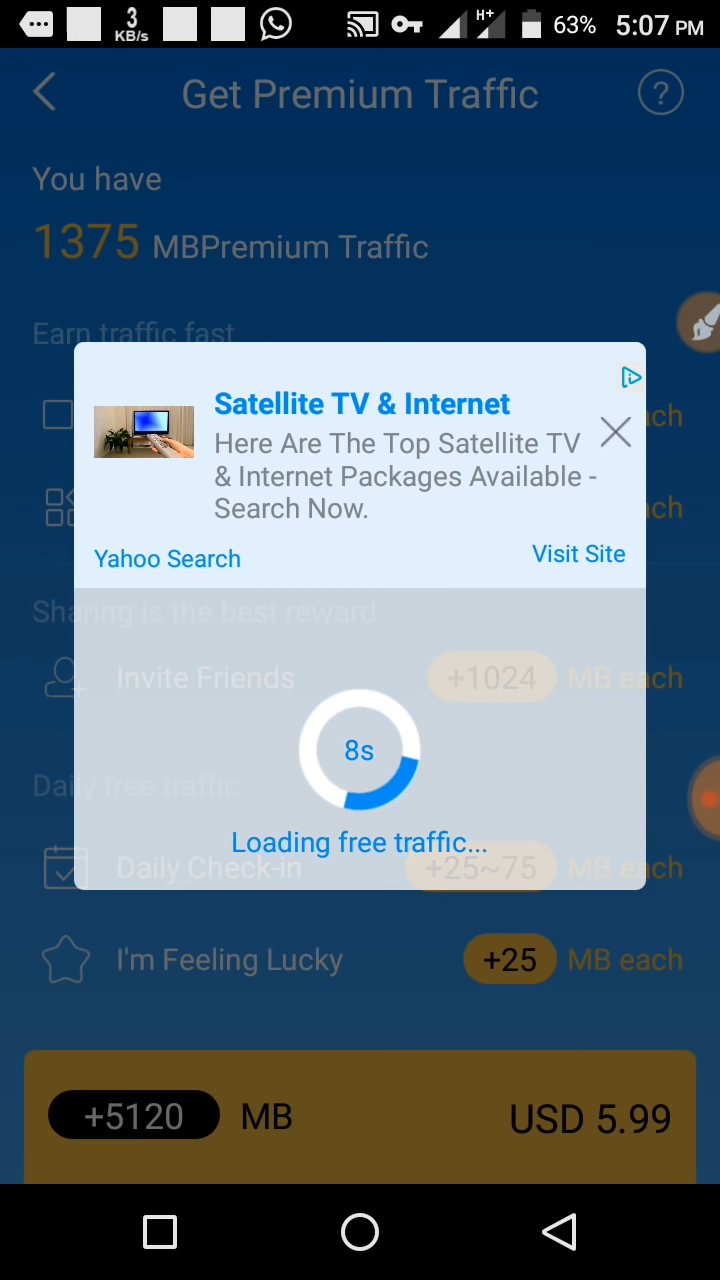 3
KB/s
H+
63%
5:07 PM
Get Premium Traffic
?
You have
1375 MBPremium Traffic
Earn traffic fast
Satellite TV & Internet
Here Are The Top Satellite TV
& Internet Packages Available -
Search Now.
Yahoo Search
Visit Site
ch
ch
Sharing is the best reward
Invite Friends +1024 MB each
8s
Loading free traffic...
Daily free traffic
Daily Check-in +25~75 MB each
I'm Feeling Lucky +25 MB each
+5120 MB USD 5.99